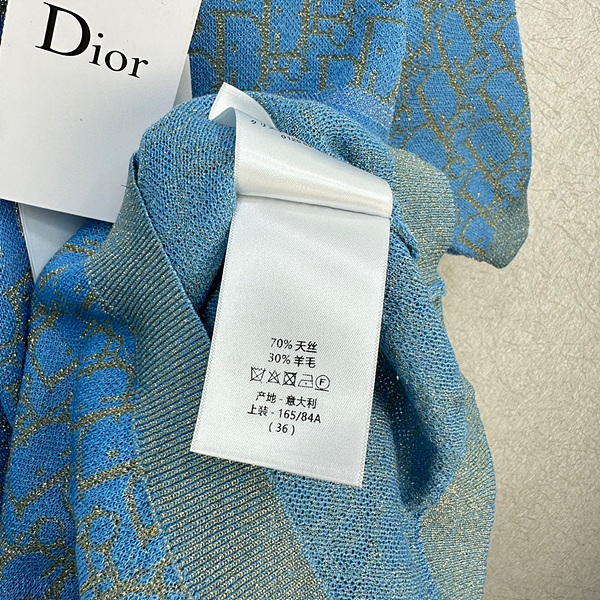 Dior
70% 天丝
30% 羊毛
产地 - 意大利
上装 - 165/84A
( 36 )